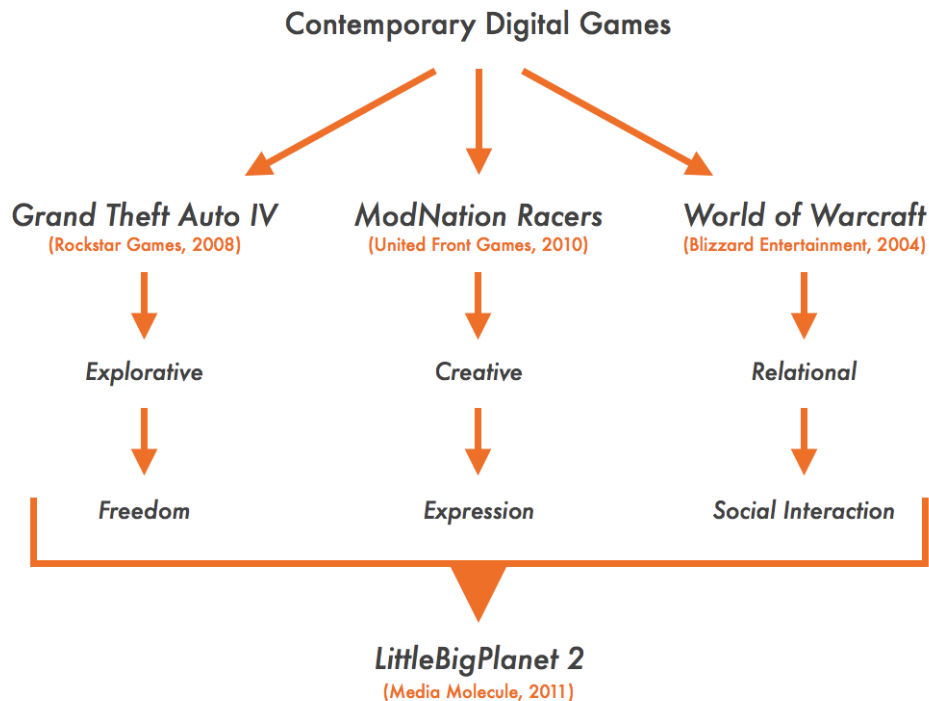 Contemporary Digital Games
Grand Theft Auto IV
(Rockstar Games, 2008)
ModNation Racers
(United Front Games, 2010)
World of Warcraft
(Blizzard Entertainment, 2004)
Explorative
Creative
Relational
Freedom
Expression
Social Interaction
LittleBigPlanet 2
(Media Molecule, 2011)